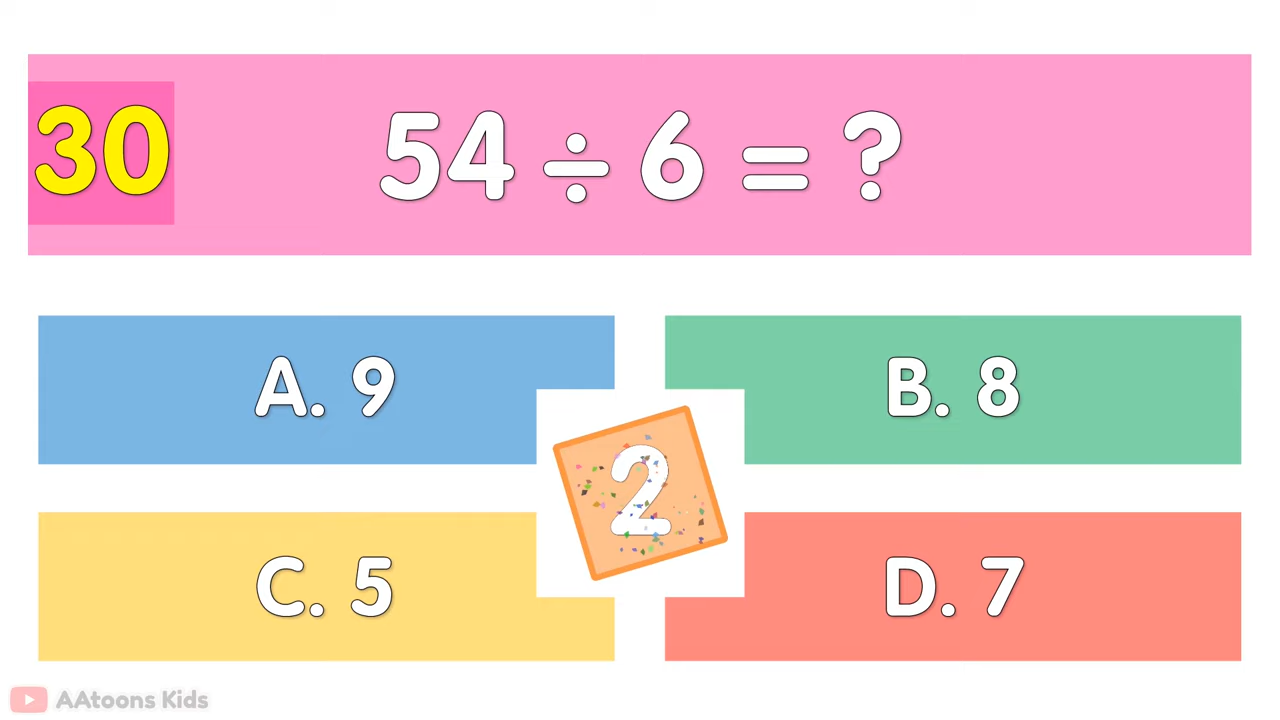 30
54 ÷ 6 = ?
A. 9
B. 8
2
C. 5
D. 7
AAtoons Kids